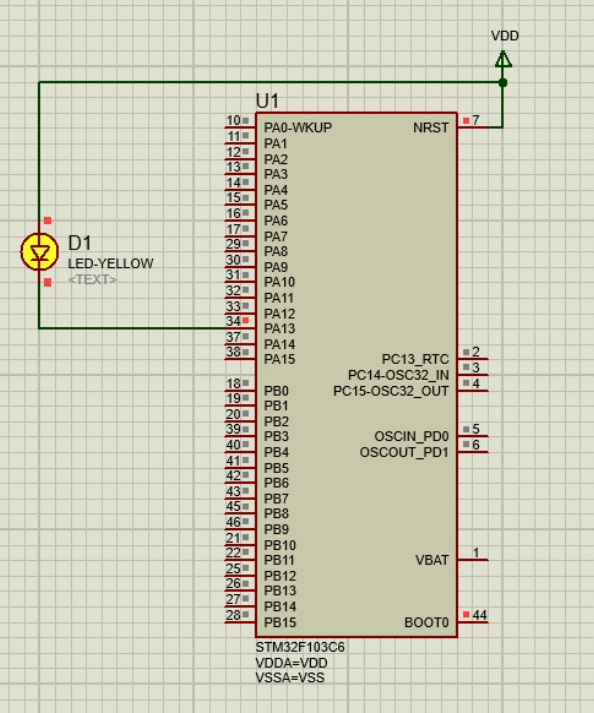 VDD
U1
10 PA0-WKUP NRST 7
11 PA1
12 PA2
13 PA3
14 PA4
15 PA5
16 PA6
17 PA7
29 PA8
30 PA9
31 PA10
32 PA11
33 PA12
34 PA13
37 PA14
38 PA15
D1
LED-YELLOW
<TEXT>
PC13_RTC 2
PC14-OSC32_IN 3
PC15-OSC32_OUT 4
18 PB0
19 PB1
20 PB2
39 PB3
40 PB4
41 PB5
42 PB6
43 PB7
45 PB8
46 PB9
21 PB10
22 PB11
25 PB12
26 PB13
27 PB14
28 PB15
OSCIN_PD0 5
OSCOUT_PD1 6
VBAT 1
BOOT0 44
STM32F103C6
VDDA=VDD
VSSA=VSS